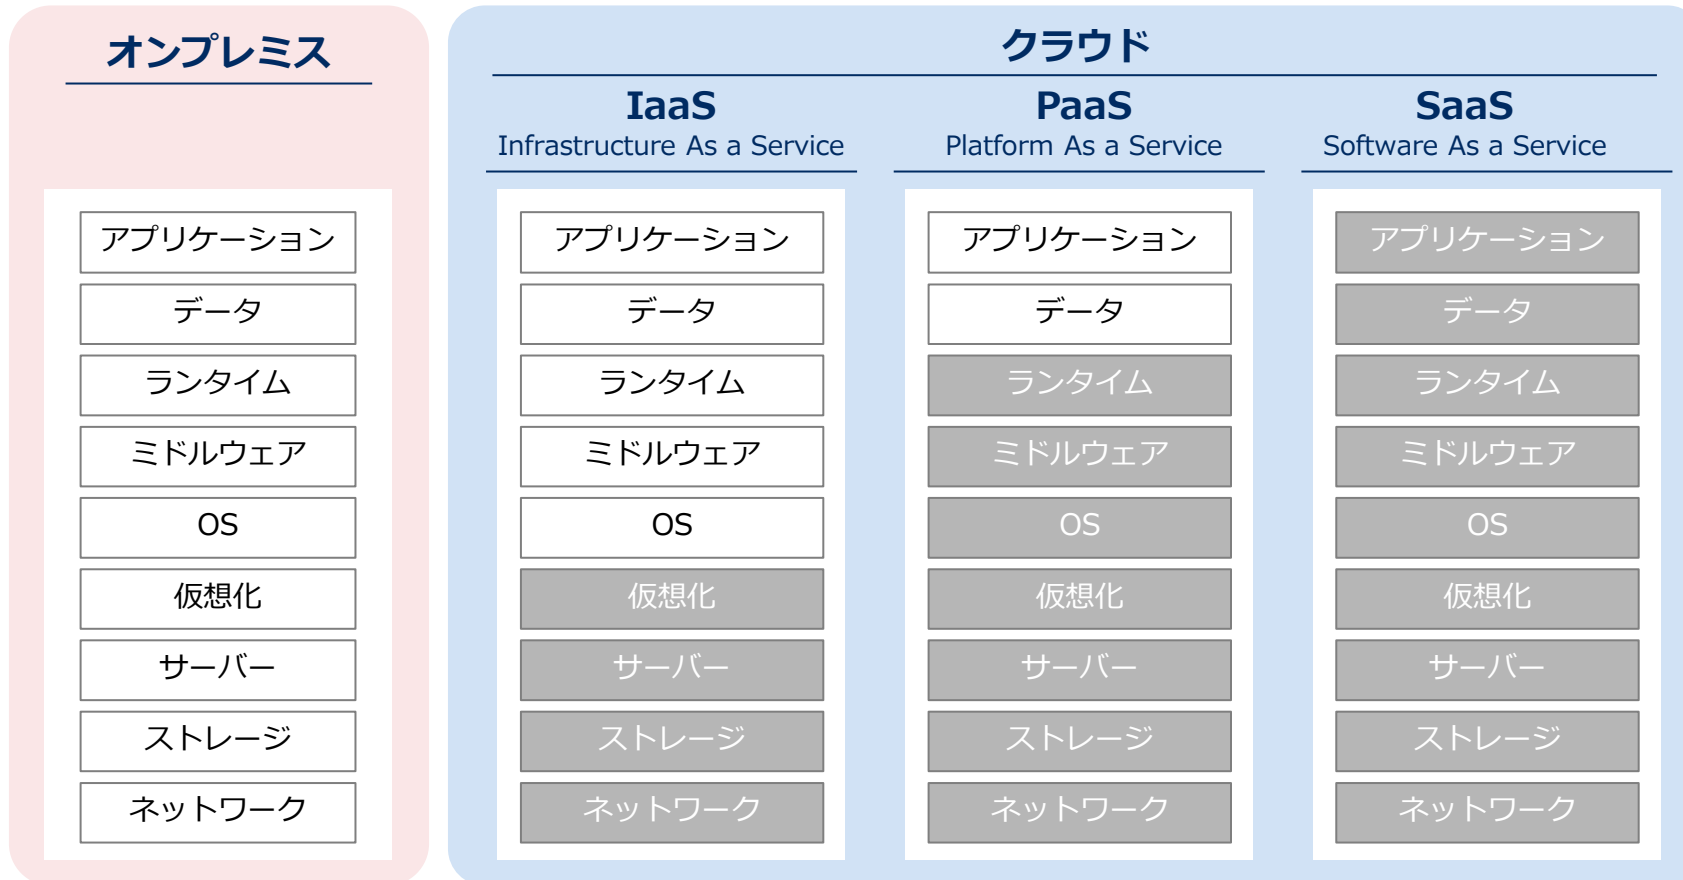 オンプレミス
アプリケーション
データ
ランタイム
ミドルウェア
OS
仮想化
サーバー
ストレージ
ネットワーク
クラウド
IaaS
Infrastructure As a Service
アプリケーション
データ
ランタイム
ミドルウェア
OS
仮想化
サーバー
ストレージ
ネットワーク
PaaS
Platform As a Service
アプリケーション
データ
ランタイム
ミドルウェア
OS
仮想化
サーバー
ストレージ
ネットワーク
SaaS
Software As a Service
アプリケーション
データ
ランタイム
ミドルウェア
OS
仮想化
サーバー
ストレージ
ネットワーク